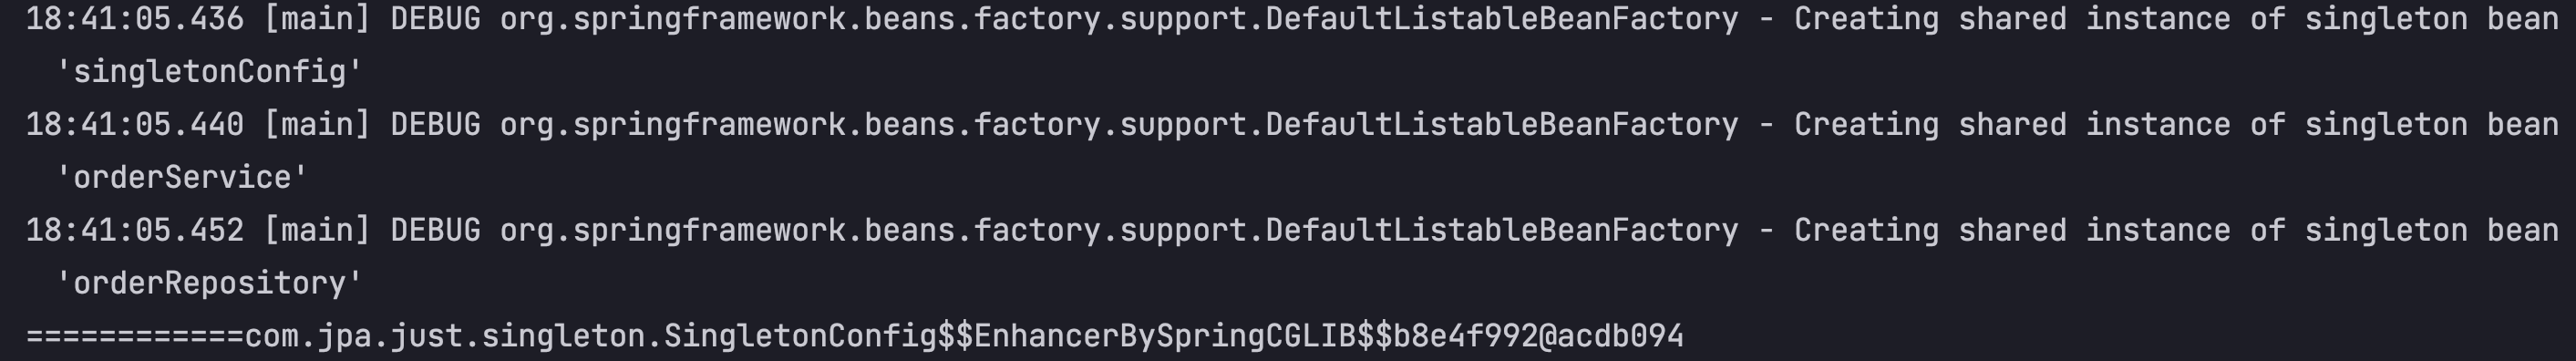 18:41:05.436 [main] DEBUG org.springframework.beans.factory.support.DefaultListableBeanFactory - Creating shared instance of singleton bean
'singletonConfig'
18:41:05.440 [main] DEBUG org.springframework.beans.factory.support.DefaultListableBeanFactory - Creating shared instance of singleton bean
'orderService'
18:41:05.452 [main] DEBUG org.springframework.beans.factory.support.DefaultListableBeanFactory - Creating shared instance of singleton bean
'orderRepository'
============com.jpa.just.singleton.SingletonConfig$$EnhancerBySpringCGLIB$$b8e4f992@acdb094